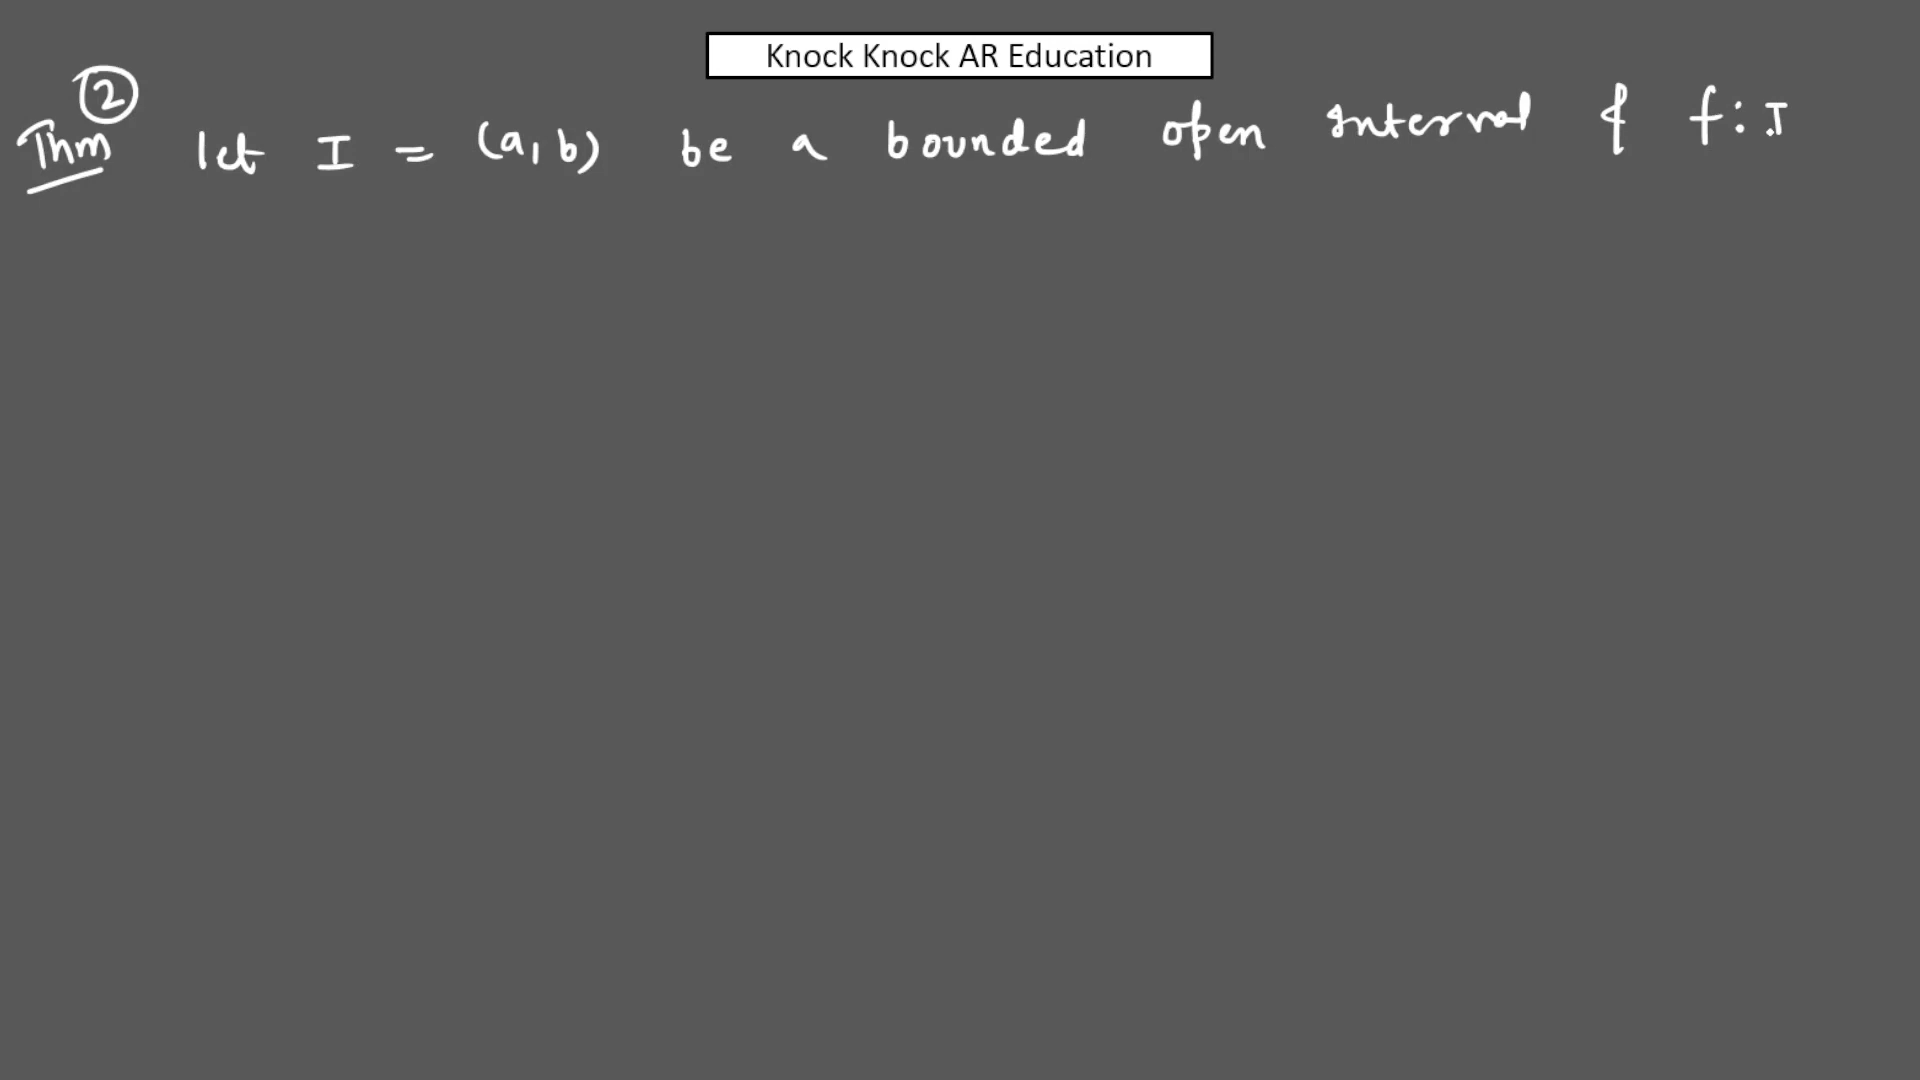 Knock Knock AR Education
Thm ② let I = (a, b) be a bounded open interval & f: I